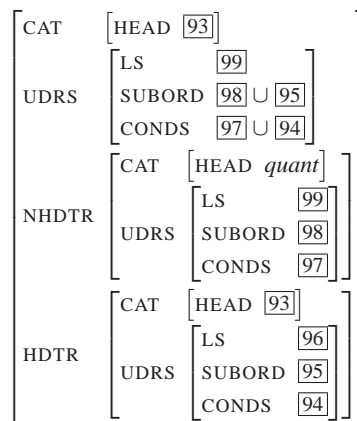 CAT [HEAD 93]
LS 99
UDRS SUBORD 98 ∪ 95
CONDS 97 ∪ 94
CAT [HEAD quant]
LS 99
NHDTR UDRS SUBORD 98
CONDS 97
CAT [HEAD 93]
LS 96
HDTR UDRS SUBORD 95
CONDS 94